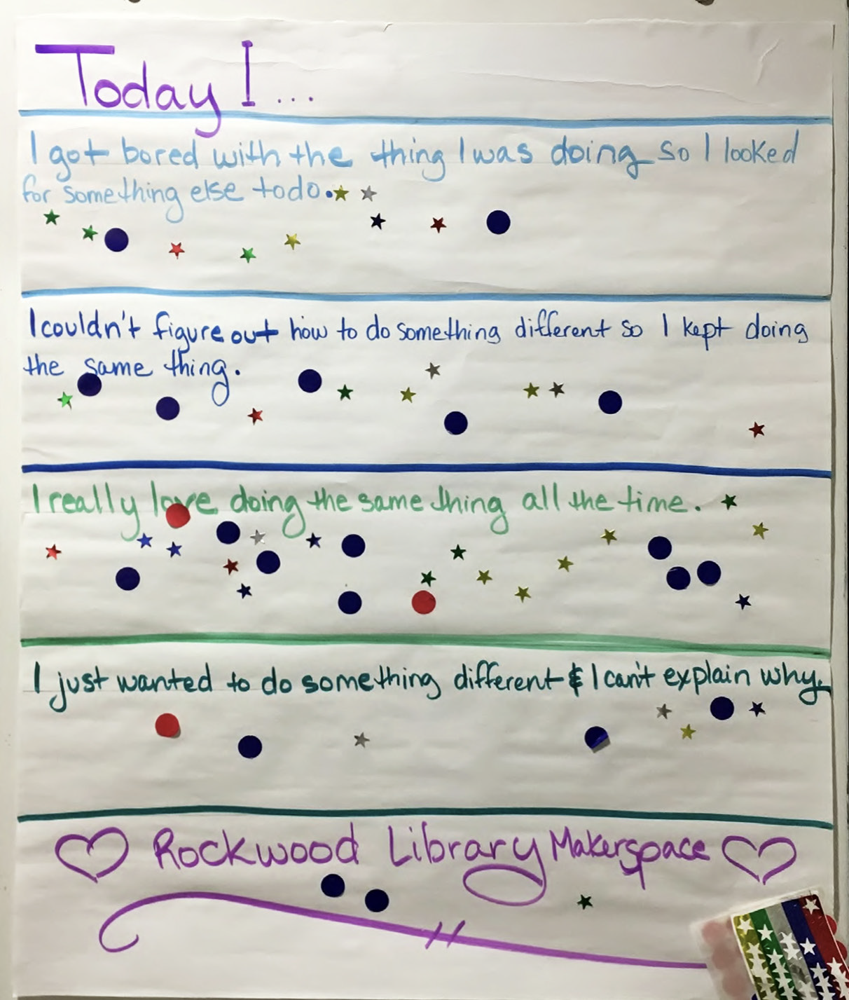 Today I...
I got bored with the thing I was doing so I looked
for something else todo.
I couldn't figure out how to do something different so I kept doing
the same thing.
I really love doing the same thing all the time.
I just wanted to do something different & I can't explain why.
Rockwood Library Makerspace